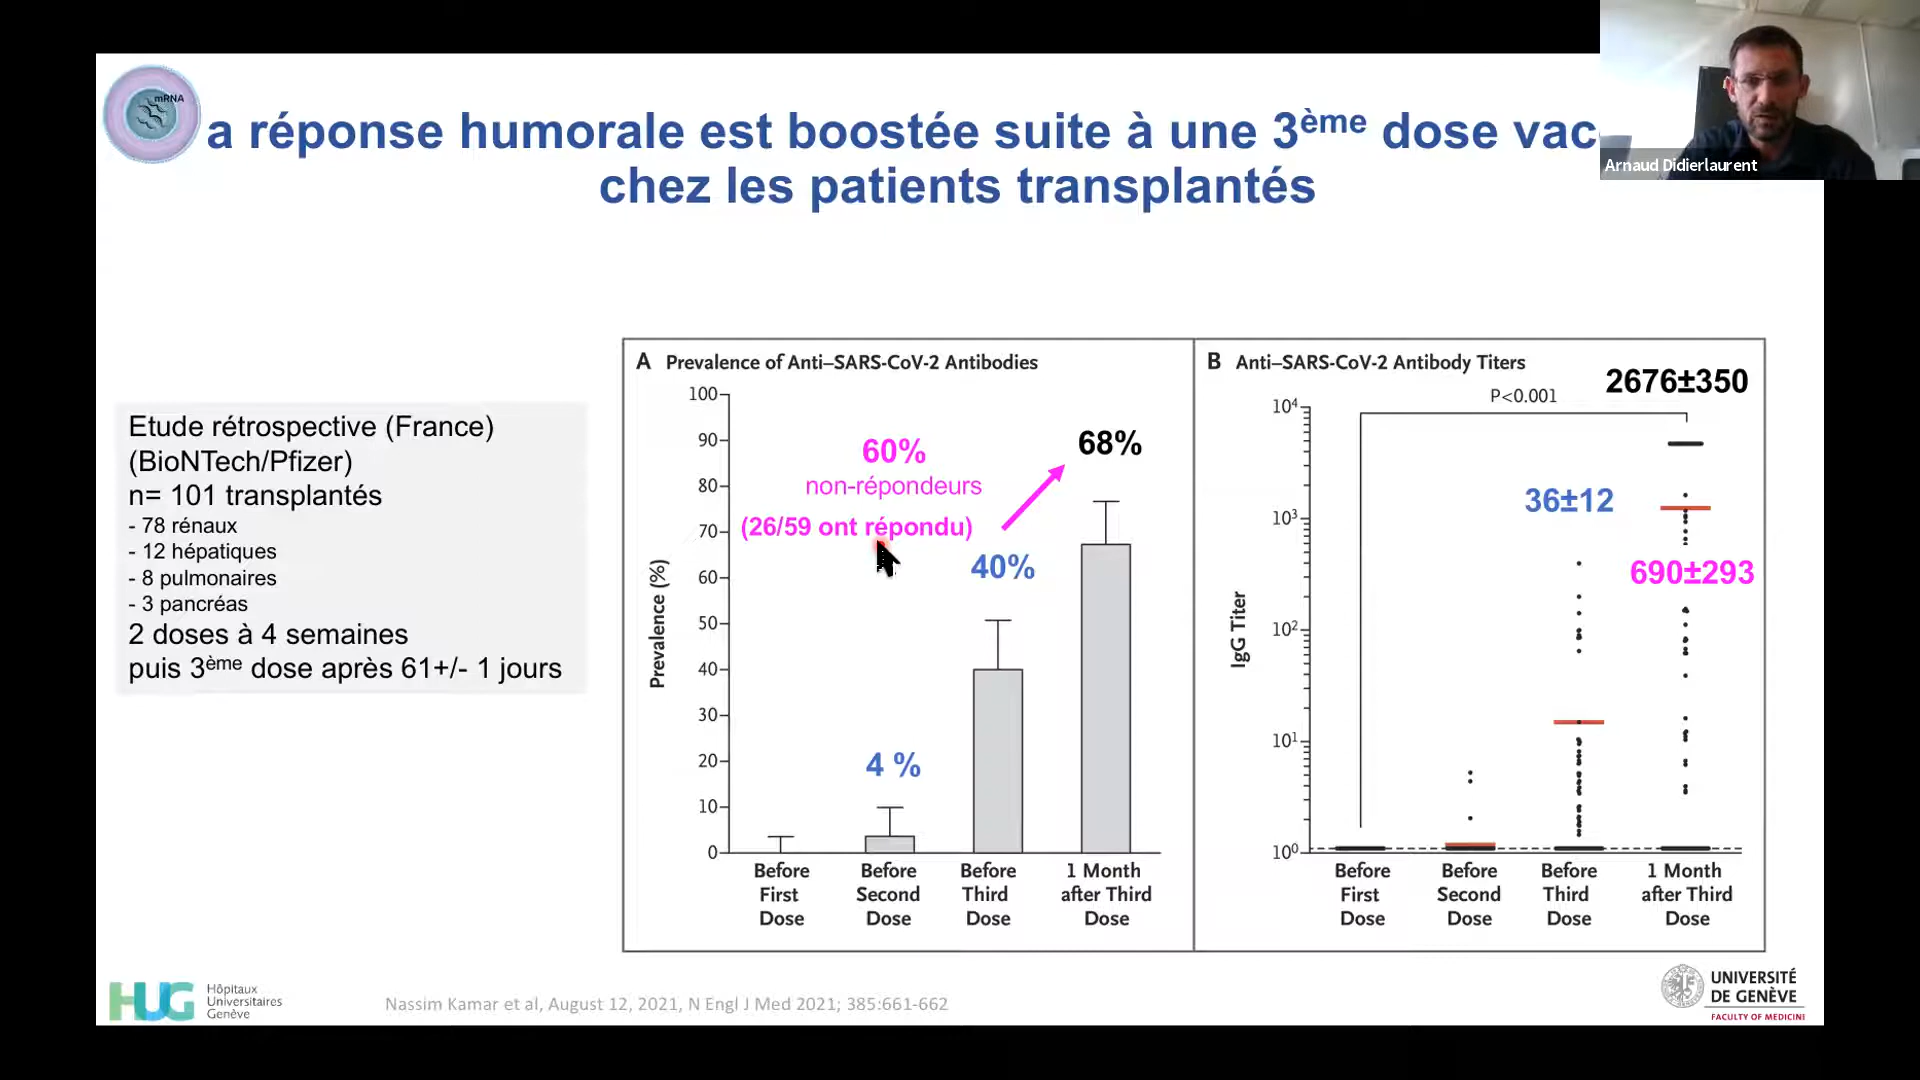 mRNA
a réponse humorale est boostée suite à une 3ème dose vac
chez les patients transplantés
Arnaud Didierlaurent
Etude rétrospective (France)
(BioNTech/Pfizer)
n= 101 transplantés
- 78 rénaux
- 12 hépatiques
- 8 pulmonaires
- 3 pancréas
2 doses à 4 semaines
puis 3ème dose après 61+/- 1 jours
A Prevalence of Anti–SARS-CoV-2 Antibodies
Prevalence (%)
100
90
80
70
60
50
40
30
20
10
0
60%
non-répondeurs
(26/59 ont répondu)
4 %
40%
68%
Before First Dose
Before Second Dose
Before Third Dose
1 Month after Third Dose
B Anti–SARS-CoV-2 Antibody Titers
P<0.001
2676±350
36±12
690±293
IgG Titer
10⁴
10³
10²
10¹
10⁰
Before First Dose
Before Second Dose
Before Third Dose
1 Month after Third Dose
HUG
Hôpitaux
Universitaires
Genève
Nassim Kamar et al, August 12, 2021, N Engl J Med 2021; 385:661-662
UNIVERSITÉ
DE GENÈVE
FACULTY OF MEDICINE